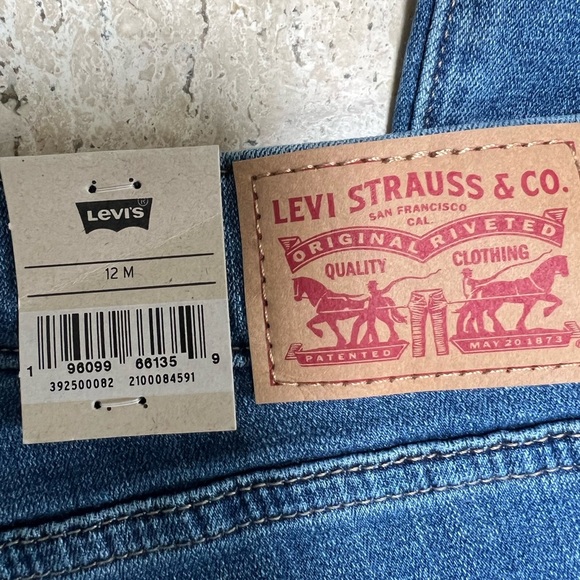 Levi's®
12 M
1 96099 66135 9
392500082 2100084591
LEVI STRAUSS & CO.
SAN FRANCISCO
CAL.
ORIGINAL RIVETED
QUALITY CLOTHING
PATENTED MAY 20 1873